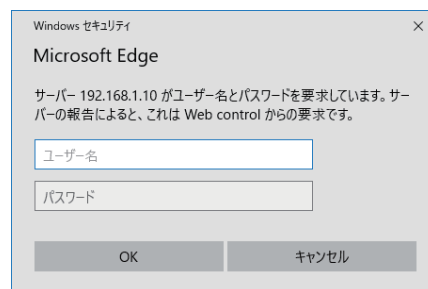 Windows セキュリティ
Microsoft Edge
サーバー 192.168.1.10 がユーザー名とパスワードを要求しています。サー
バーの報告によると、これは Web control からの要求です。
ユーザー名
パスワード
OK
キャンセル